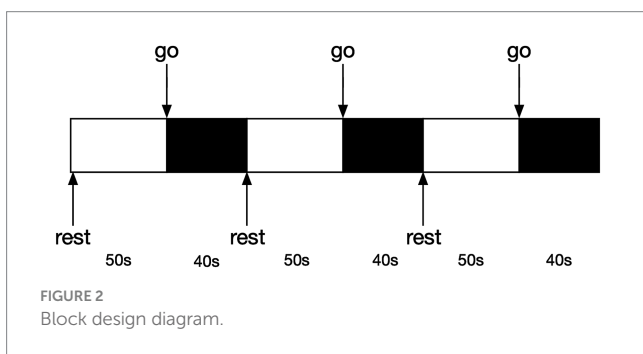 go go go
rest rest rest
50s 40s 50s 40s 50s 40s
FIGURE 2
Block design diagram.